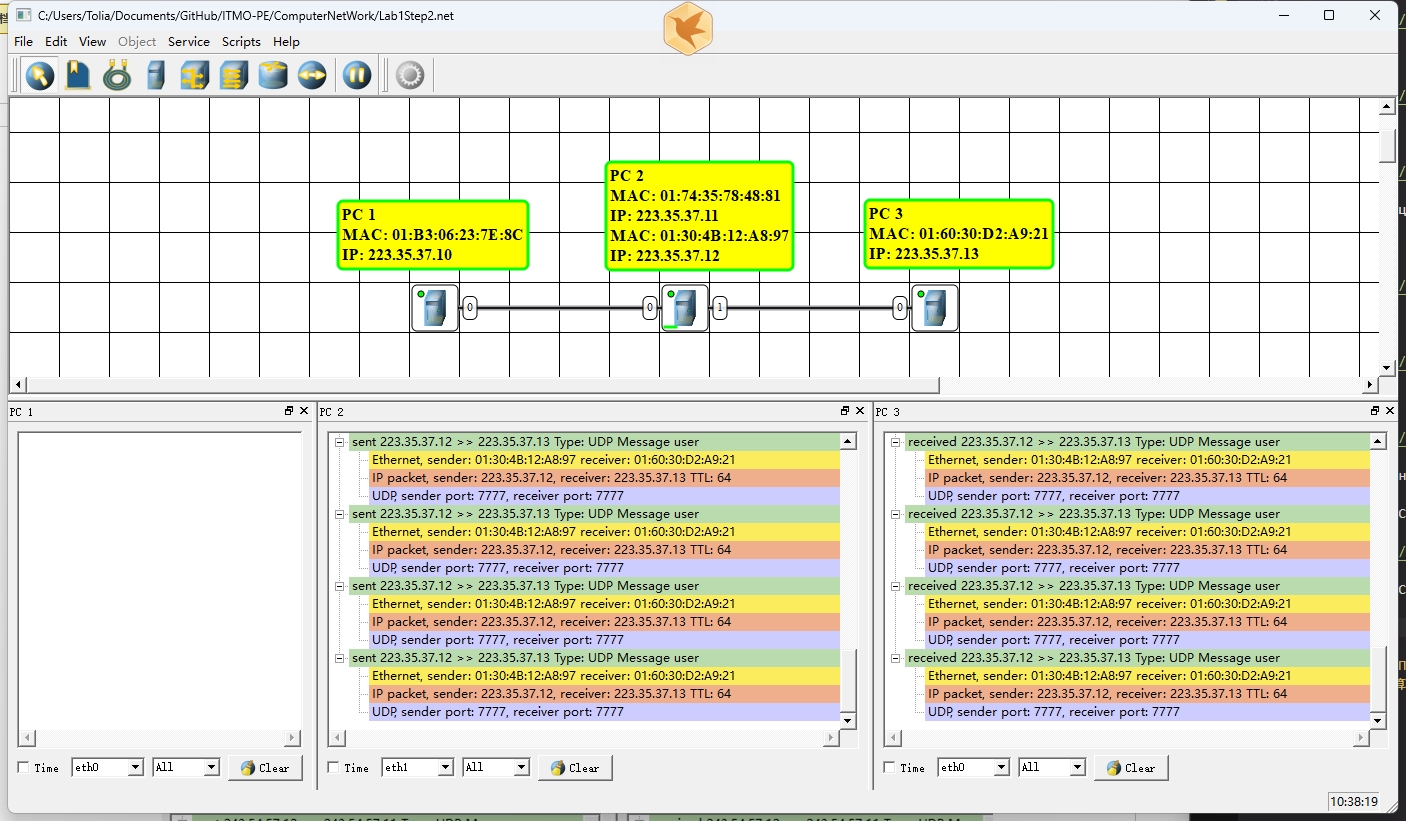 C:/Users/Tolia/Documents/GitHub/ITMO-PE/ComputerNetWork/Lab1Step2.net
File Edit View Object Service Scripts Help
PC 1
MAC: 01:B3:06:23:7E:8C
IP: 223.35.37.10
PC 2
MAC: 01:74:35:78:48:81
IP: 223.35.37.11
MAC: 01:30:4B:12:A8:97
IP: 223.35.37.12
PC 3
MAC: 01:60:30:D2:A9:21
IP: 223.35.37.13
0 0 1 0
PC 1
Time eth0 All Clear
PC 2
sent 223.35.37.12 >> 223.35.37.13 Type: UDP Message user
Ethernet, sender: 01:30:4B:12:A8:97 receiver: 01:60:30:D2:A9:21
IP packet, sender: 223.35.37.12, receiver: 223.35.37.13 TTL: 64
UDP, sender port: 7777, receiver port: 7777
sent 223.35.37.12 >> 223.35.37.13 Type: UDP Message user
Ethernet, sender: 01:30:4B:12:A8:97 receiver: 01:60:30:D2:A9:21
IP packet, sender: 223.35.37.12, receiver: 223.35.37.13 TTL: 64
UDP, sender port: 7777, receiver port: 7777
sent 223.35.37.12 >> 223.35.37.13 Type: UDP Message user
Ethernet, sender: 01:30:4B:12:A8:97 receiver: 01:60:30:D2:A9:21
IP packet, sender: 223.35.37.12, receiver: 223.35.37.13 TTL: 64
UDP, sender port: 7777, receiver port: 7777
sent 223.35.37.12 >> 223.35.37.13 Type: UDP Message user
Ethernet, sender: 01:30:4B:12:A8:97 receiver: 01:60:30:D2:A9:21
IP packet, sender: 223.35.37.12, receiver: 223.35.37.13 TTL: 64
UDP, sender port: 7777, receiver port: 7777
Time eth1 All Clear
PC 3
received 223.35.37.12 >> 223.35.37.13 Type: UDP Message user
Ethernet, sender: 01:30:4B:12:A8:97 receiver: 01:60:30:D2:A9:21
IP packet, sender: 223.35.37.12, receiver: 223.35.37.13 TTL: 64
UDP, sender port: 7777, receiver port: 7777
received 223.35.37.12 >> 223.35.37.13 Type: UDP Message user
Ethernet, sender: 01:30:4B:12:A8:97 receiver: 01:60:30:D2:A9:21
IP packet, sender: 223.35.37.12, receiver: 223.35.37.13 TTL: 64
UDP, sender port: 7777, receiver port: 7777
received 223.35.37.12 >> 223.35.37.13 Type: UDP Message user
Ethernet, sender: 01:30:4B:12:A8:97 receiver: 01:60:30:D2:A9:21
IP packet, sender: 223.35.37.12, receiver: 223.35.37.13 TTL: 64
UDP, sender port: 7777, receiver port: 7777
received 223.35.37.12 >> 223.35.37.13 Type: UDP Message user
Ethernet, sender: 01:30:4B:12:A8:97 receiver: 01:60:30:D2:A9:21
IP packet, sender: 223.35.37.12, receiver: 223.35.37.13 TTL: 64
UDP, sender port: 7777, receiver port: 7777
Time eth0 All Clear
10:38:19